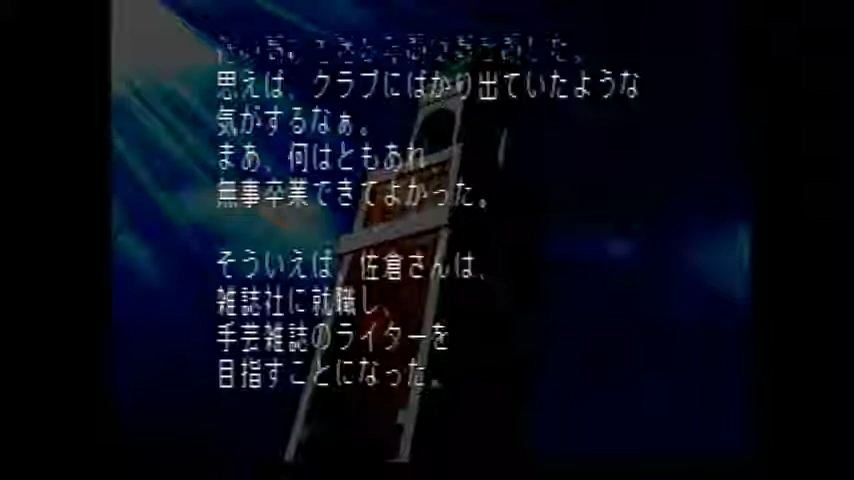 思えば、クラブにばかり出ていたような
気がするなぁ。
まあ、何はともあれ
無事卒業できてよかった。
そういえば、佐倉さんは、
雑誌社に就職し、
手芸雑誌のライターを
目指すことになった。